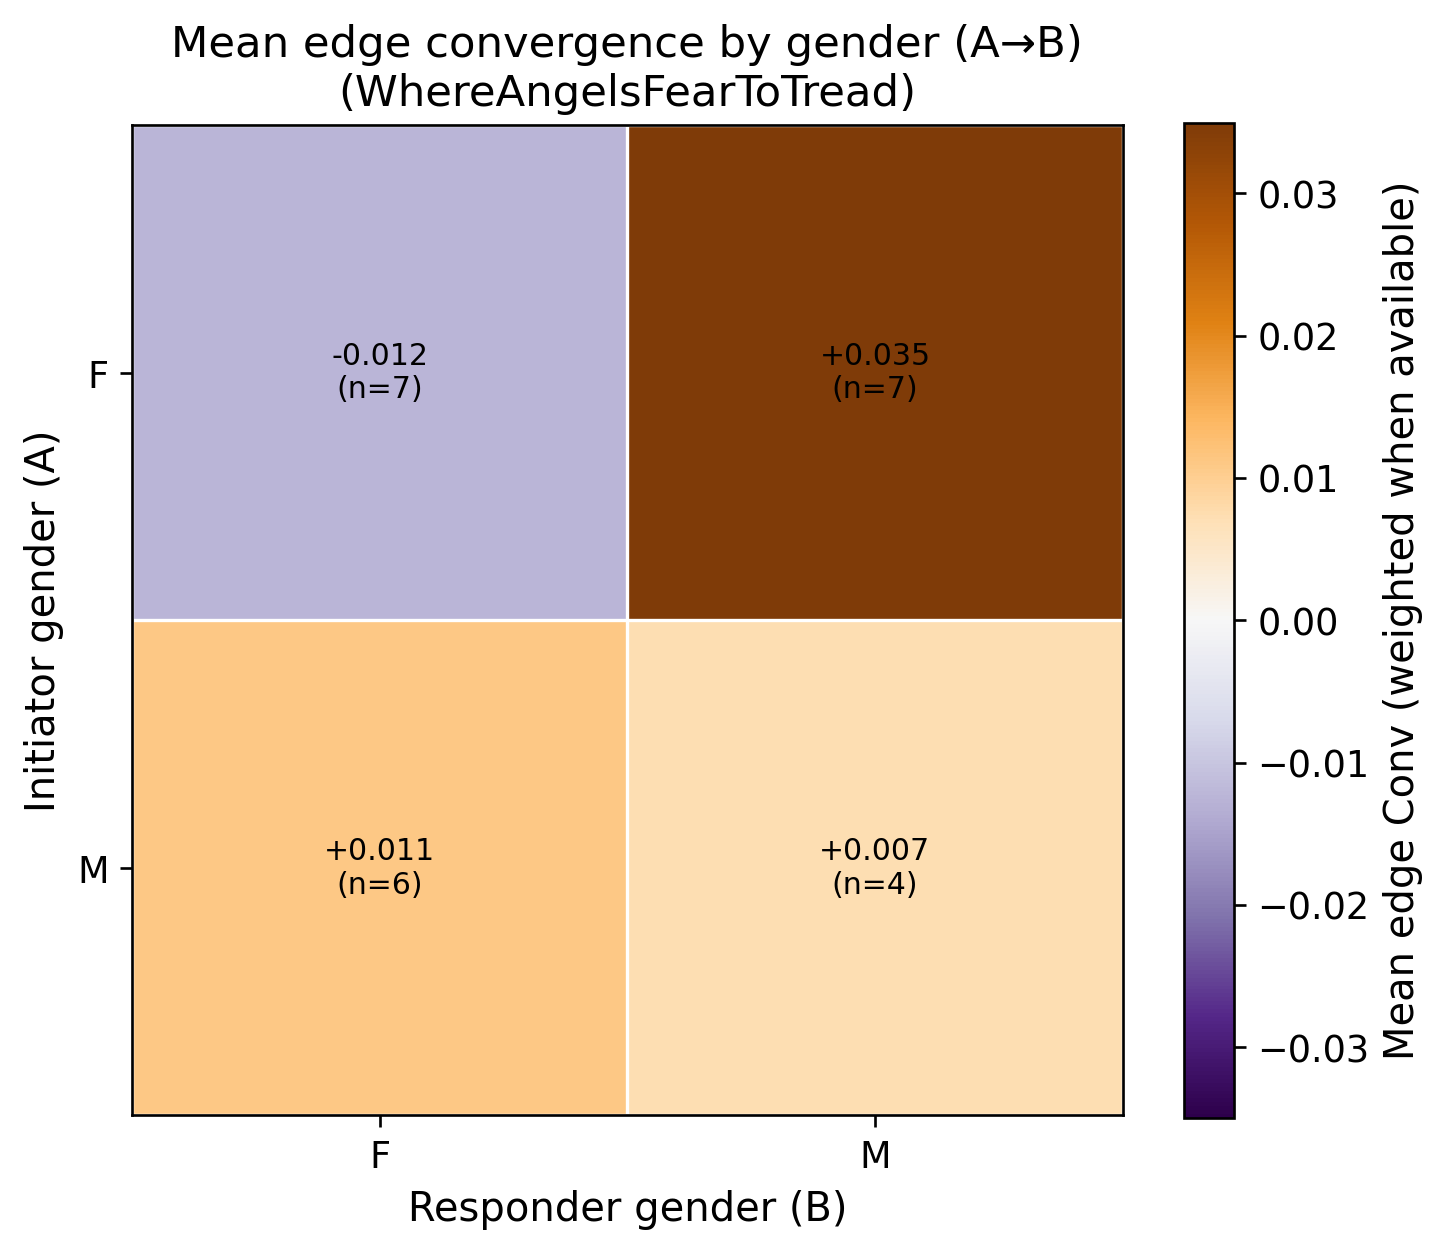 Mean edge convergence by gender (A→B)
(WhereAngelsFearToTread)
Initiator gender (A)
F
M
-0.012
(n=7)
+0.035
(n=7)
+0.011
(n=6)
+0.007
(n=4)
F
M
Responder gender (B)
0.03
0.02
0.01
0.00
−0.01
−0.02
−0.03
Mean edge Conv (weighted when available)